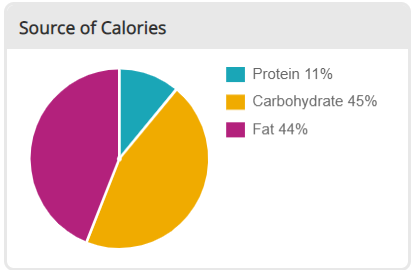 Source of Calories
Protein 11%
Carbohydrate 45%
Fat 44%